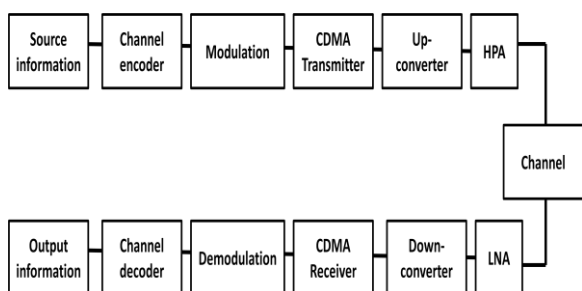 Source
information
Channel
encoder
Modulation
CDMA
Transmitter
Up-
converter
HPA
Channel
Output
information
Channel
decoder
Demodulation
CDMA
Receiver
Down-
converter
LNA